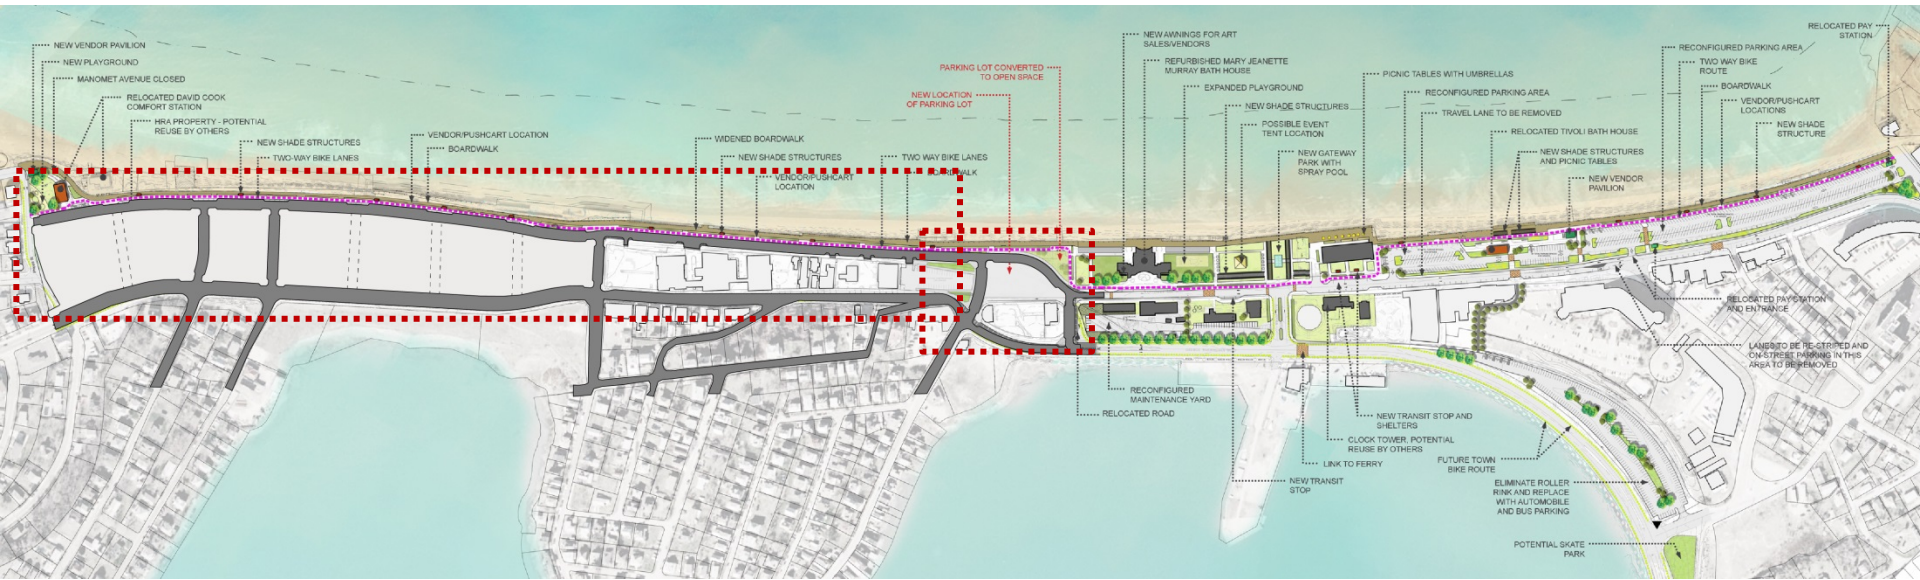 NEW VENDOR PAVILION
NEW PLAYGROUND
MANOMET AVENUE CLOSED
RELOCATED DAVID COOK
COMFORT STATION
HRA PROPERTY - POTENTIAL
REUSE BY OTHERS
NEW SHADE STRUCTURES
TWO-WAY BIKE LANES
VENDOR/PUSHCART LOCATION
BOARDWALK
WIDENED BOARDWALK
NEW SHADE STRUCTURES
VENDOR/PUSHCART
LOCATION
TWO WAY BIKE LANES
BOARDWALK
PARKING LOT CONVERTED
TO OPEN SPACE
NEW LOCATION
OF PARKING LOT
NEW AWNINGS FOR ART
SALES/VENDORS
REFURBISHED MARY JEANETTE
MURRAY BATH HOUSE
EXPANDED PLAYGROUND
NEW SHADE STRUCTURES
POSSIBLE EVENT
TENT LOCATION
NEW GATEWAY
PARK WITH
SPRAY POOL
PICNIC TABLES WITH UMBRELLAS
RECONFIGURED PARKING AREA
TRAVEL LANE TO BE REMOVED
RELOCATED TIVOLI BATH HOUSE
NEW SHADE STRUCTURES
AND PICNIC TABLES
NEW VENDOR
PAVILION
RELOCATED PAY
STATION
RECONFIGURED PARKING AREA
TWO WAY BIKE
ROUTE
BOARDWALK
VENDOR/PUSHCART
LOCATIONS
NEW SHADE
STRUCTURE
RELOCATED PAY STATION
AND ENTRANCE
LANES TO BE RE-STRIPED AND
ON-STREET PARKING IN THIS
AREA TO BE REMOVED
RECONFIGURED
MAINTENANCE YARD
RELOCATED ROAD
NEW TRANSIT STOP AND
SHELTERS
CLOCK TOWER, POTENTIAL
REUSE BY OTHERS
LINK TO FERRY
NEW TRANSIT
STOP
FUTURE TOWN
BIKE ROUTE
ELIMINATE ROLLER
RINK AND REPLACE
WITH AUTOMOBILE
AND BUS PARKING
POTENTIAL SKATE
PARK